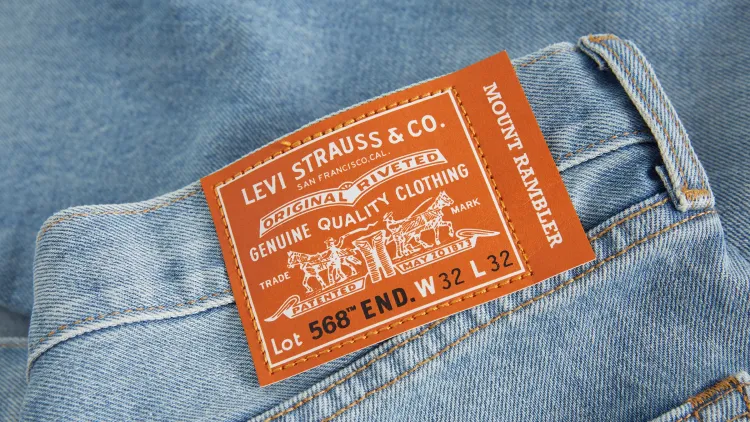 LEVI STRAUSS & CO.
SAN FRANCISCO, CAL.
ORIGINAL RIVETED
GENUINE QUALITY CLOTHING
TRADE MARK
PATENTED MAY 20 1873
Lot 568™ END. W 32 L 32
MOUNT RAMBLER